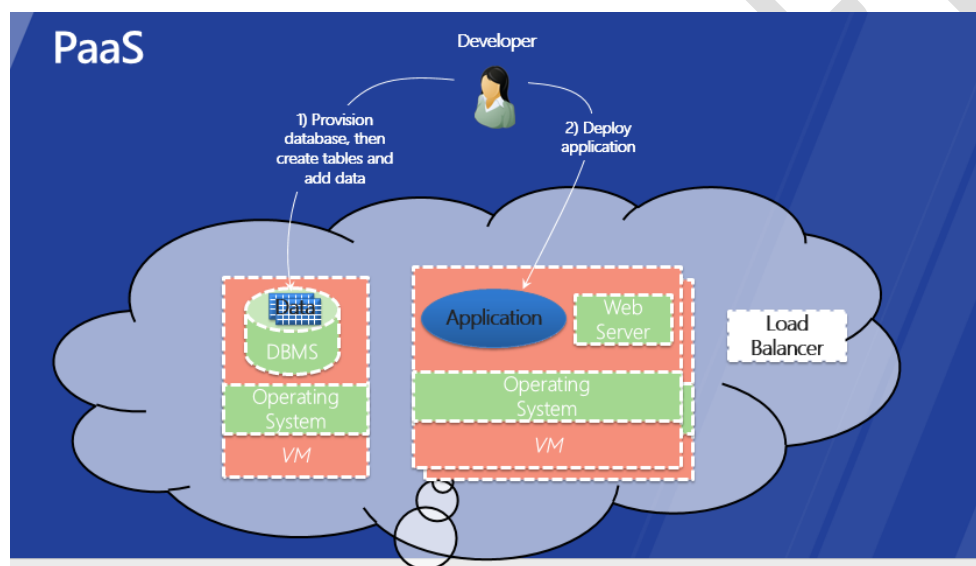 PaaS
Developer
1) Provision
database, then
create tables and
add data
2) Deploy
application
Data
DBMS
Operating
System
VM
Application
Web
Server
Operating
System
VM
Load
Balancer